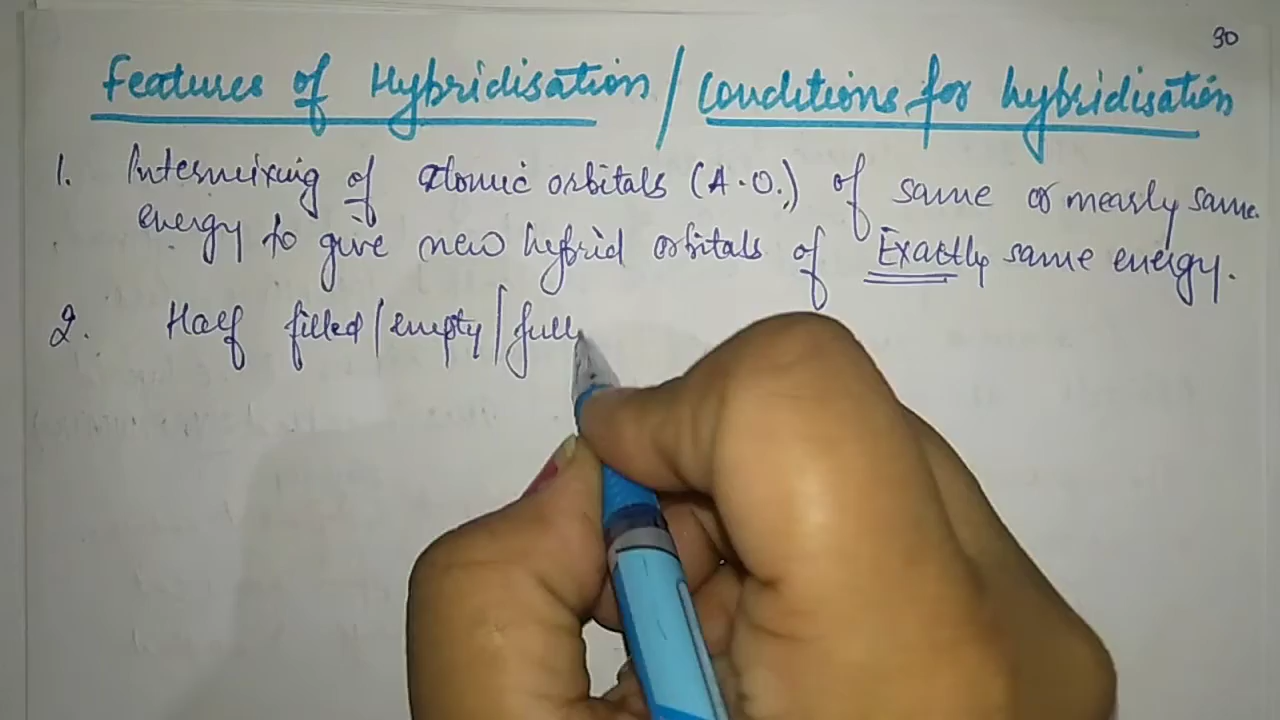 30
Features of Hybridisation / Conditions for hybridisation
1. Intermixing of atomic orbitals (A.O.) of same or nearly same
energy to give new hybrid orbitals of Exactly same energy.
2. Half filled / empty / full